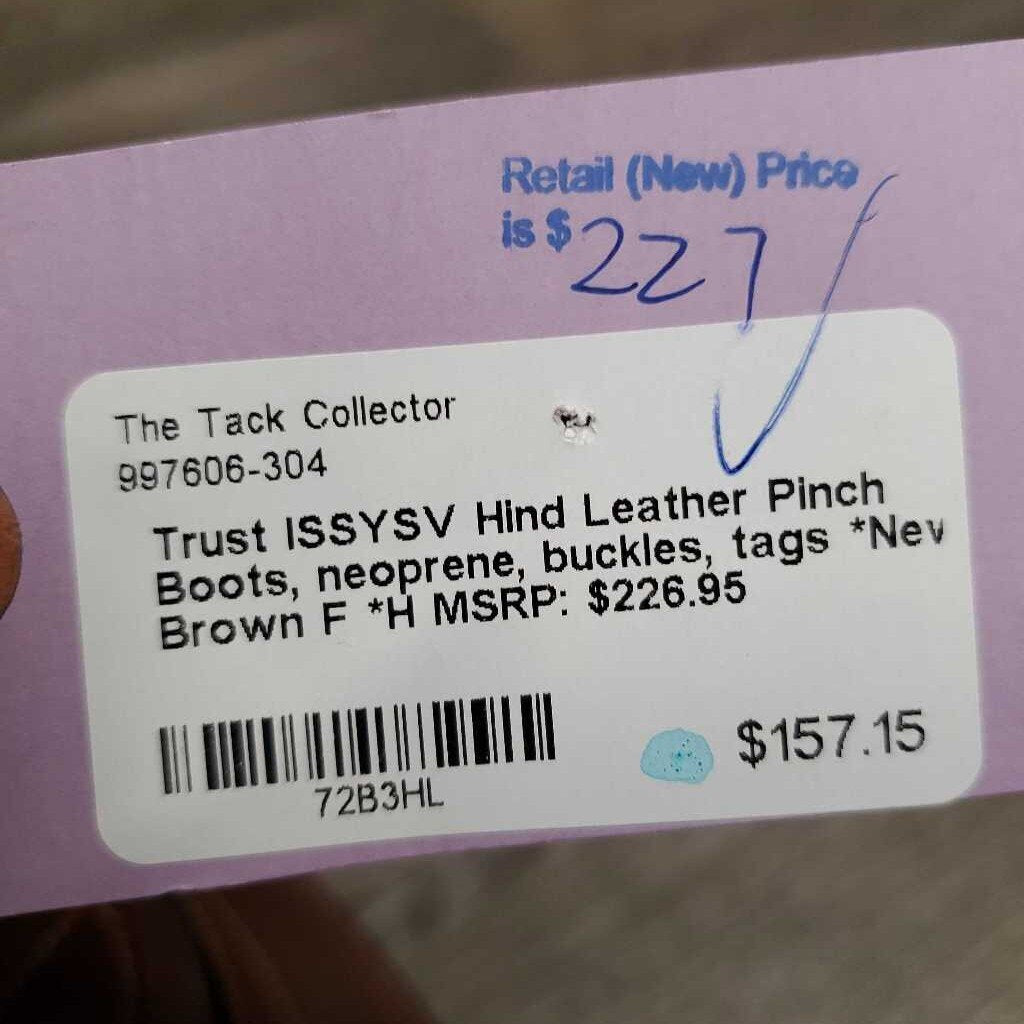 Retail (New) Price
is $ 227
The Tack Collector
997606-304
Trust ISSYSV Hind Leather Pinch
Boots, neoprene, buckles, tags *Nev
Brown F *H MSRP: $226.95
72B3HL
$157.15